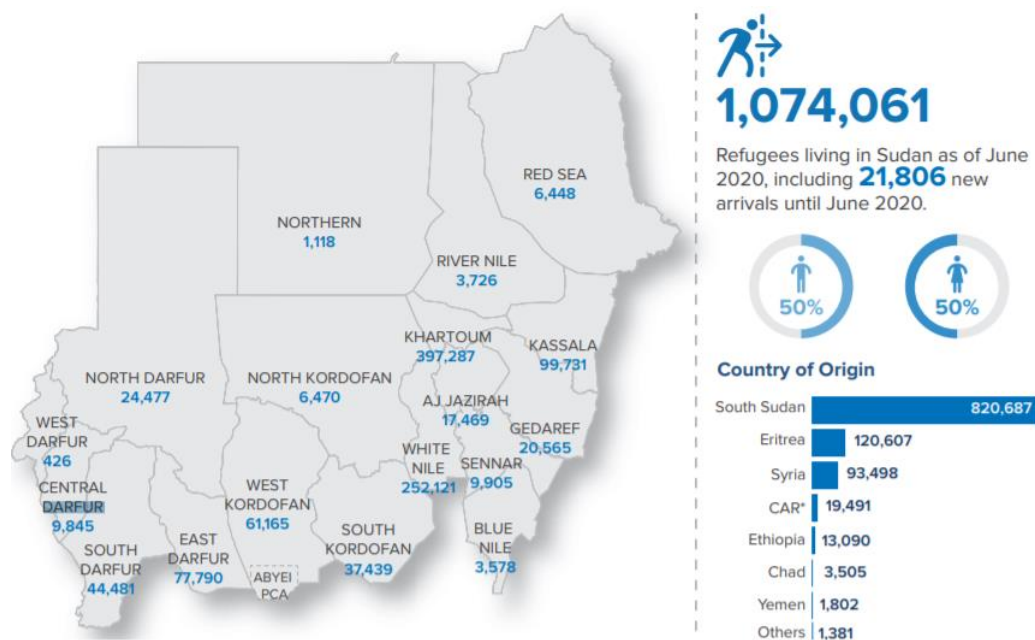 RED SEA
6,448
NORTHERN
1,118
RIVER NILE
3,726
KHARTOUM
397,287
KASSALA
99,731
NORTH DARFUR
24,477
NORTH KORDOFAN
6,470
AJ JAZIRAH
17,469
GEDAREF
20,565
WEST
DARFUR
426
WHITE
NILE
252,121
SENNAR
9,905
CENTRAL
DARFUR
9,845
WEST
KORDOFAN
61,165
SOUTH
KORDOFAN
37,439
BLUE
NILE
3,578
SOUTH
DARFUR
44,481
EAST
DARFUR
77,790
ABYEI
PCA
1,074,061
Refugees living in Sudan as of June
2020, including 21,806 new
arrivals until June 2020.
50%
50%
Country of Origin
South Sudan 820,687
Eritrea 120,607
Syria 93,498
CAR* 19,491
Ethiopia 13,090
Chad 3,505
Yemen 1,802
Others 1,381